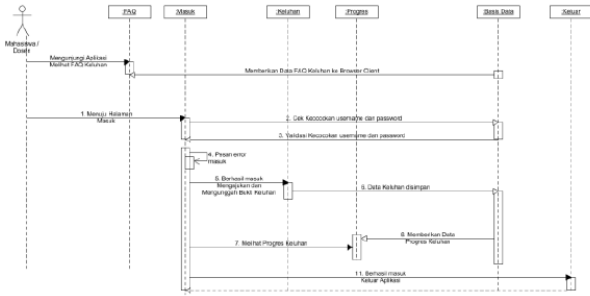 :FAQ
:Masuk
:Keluhan
:Progres
:Basis Data
:Keluar
Mahasiswa /
Dosen
Mengunjungi Aplikasi
Melihat FAQ Keluhan
Memberikan Data FAQ Keluhan ke Browser Client
1. Menuju Halaman
Masuk
2. Cek Kecocokan username dan password
3. Validasi Kecocokan username dan password
4. Pesan error
masuk
5. Berhasil masuk
Mengajukan dan
Mengunggah Bukti Keluhan
6. Data Keluhan disimpan
8. Memberikan Data
Progres Keluhan
7. Melihat Progres Keluhan
11. Berhasil masuk
Keluar Aplikasi